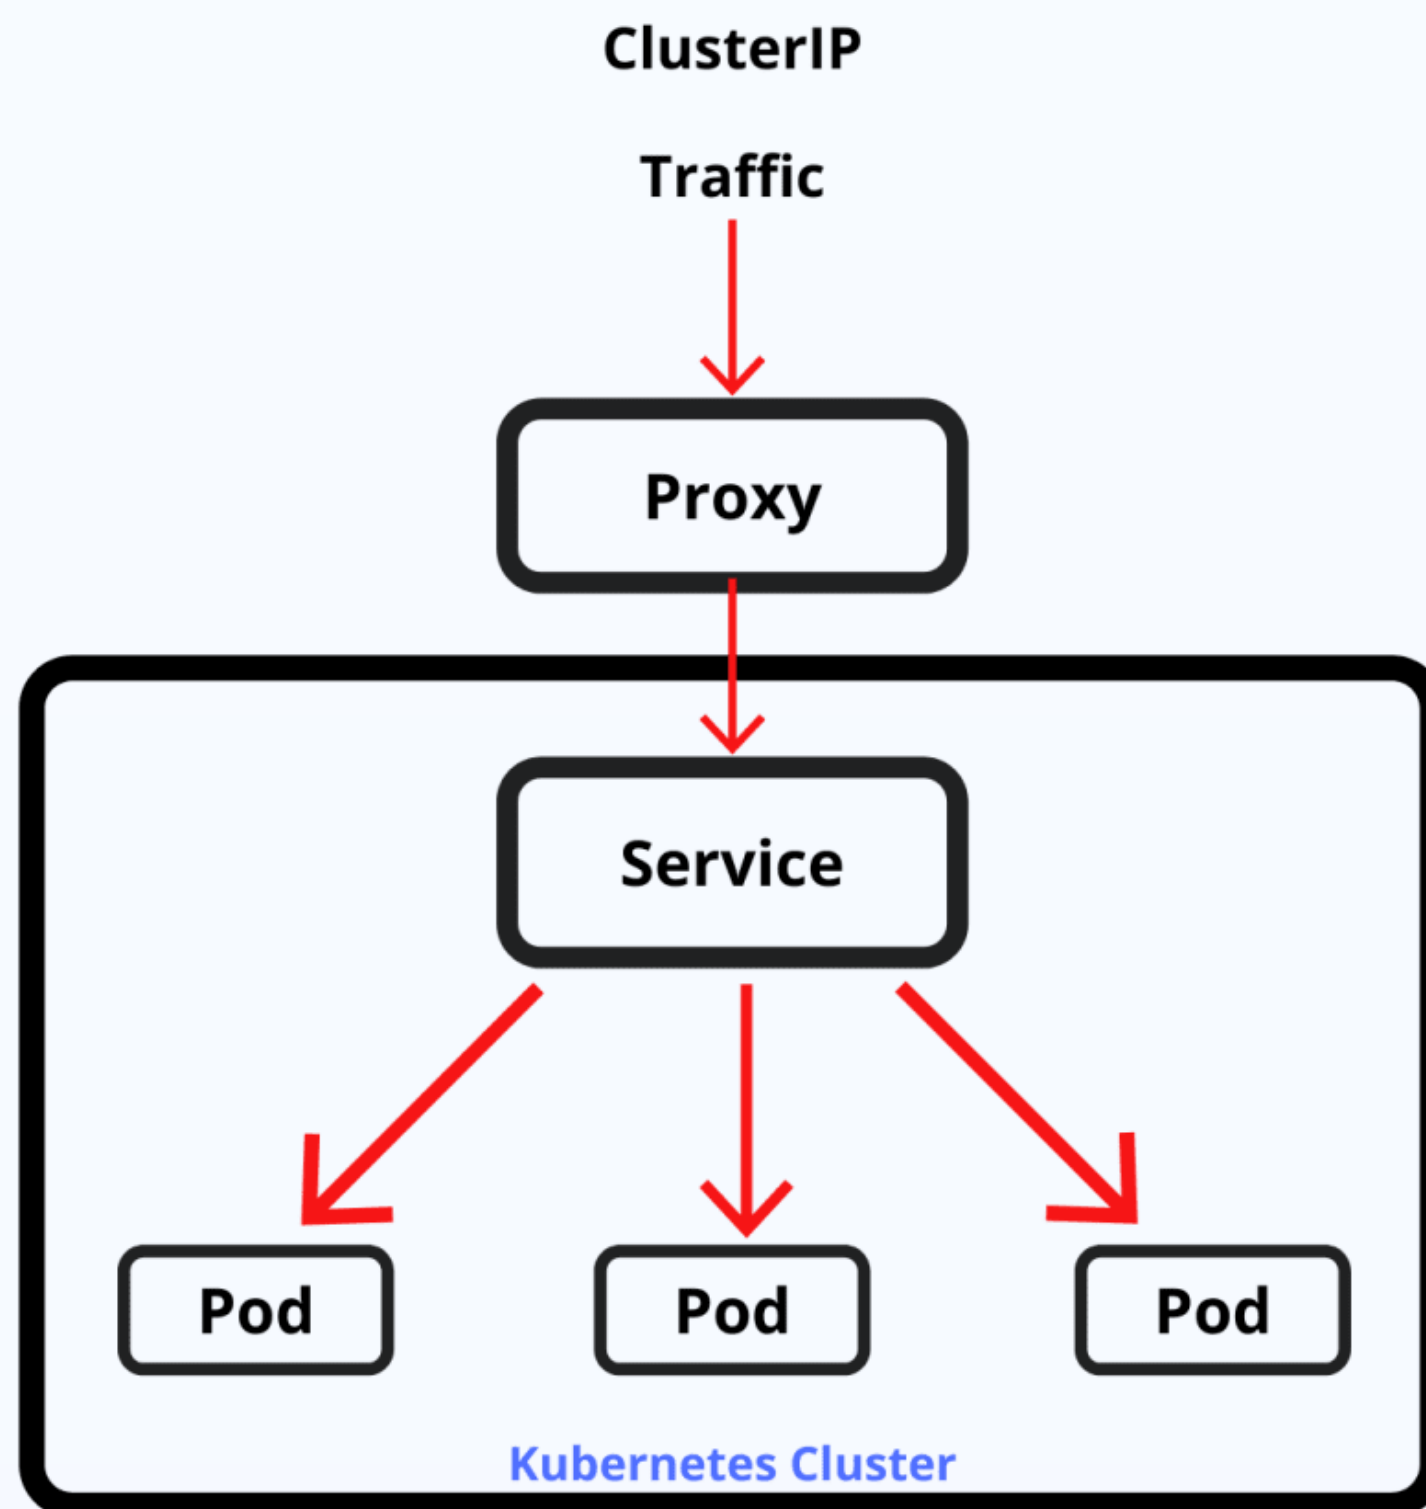 ClusterIP
Traffic
Proxy
Service
Pod
Pod
Pod
Kubernetes Cluster